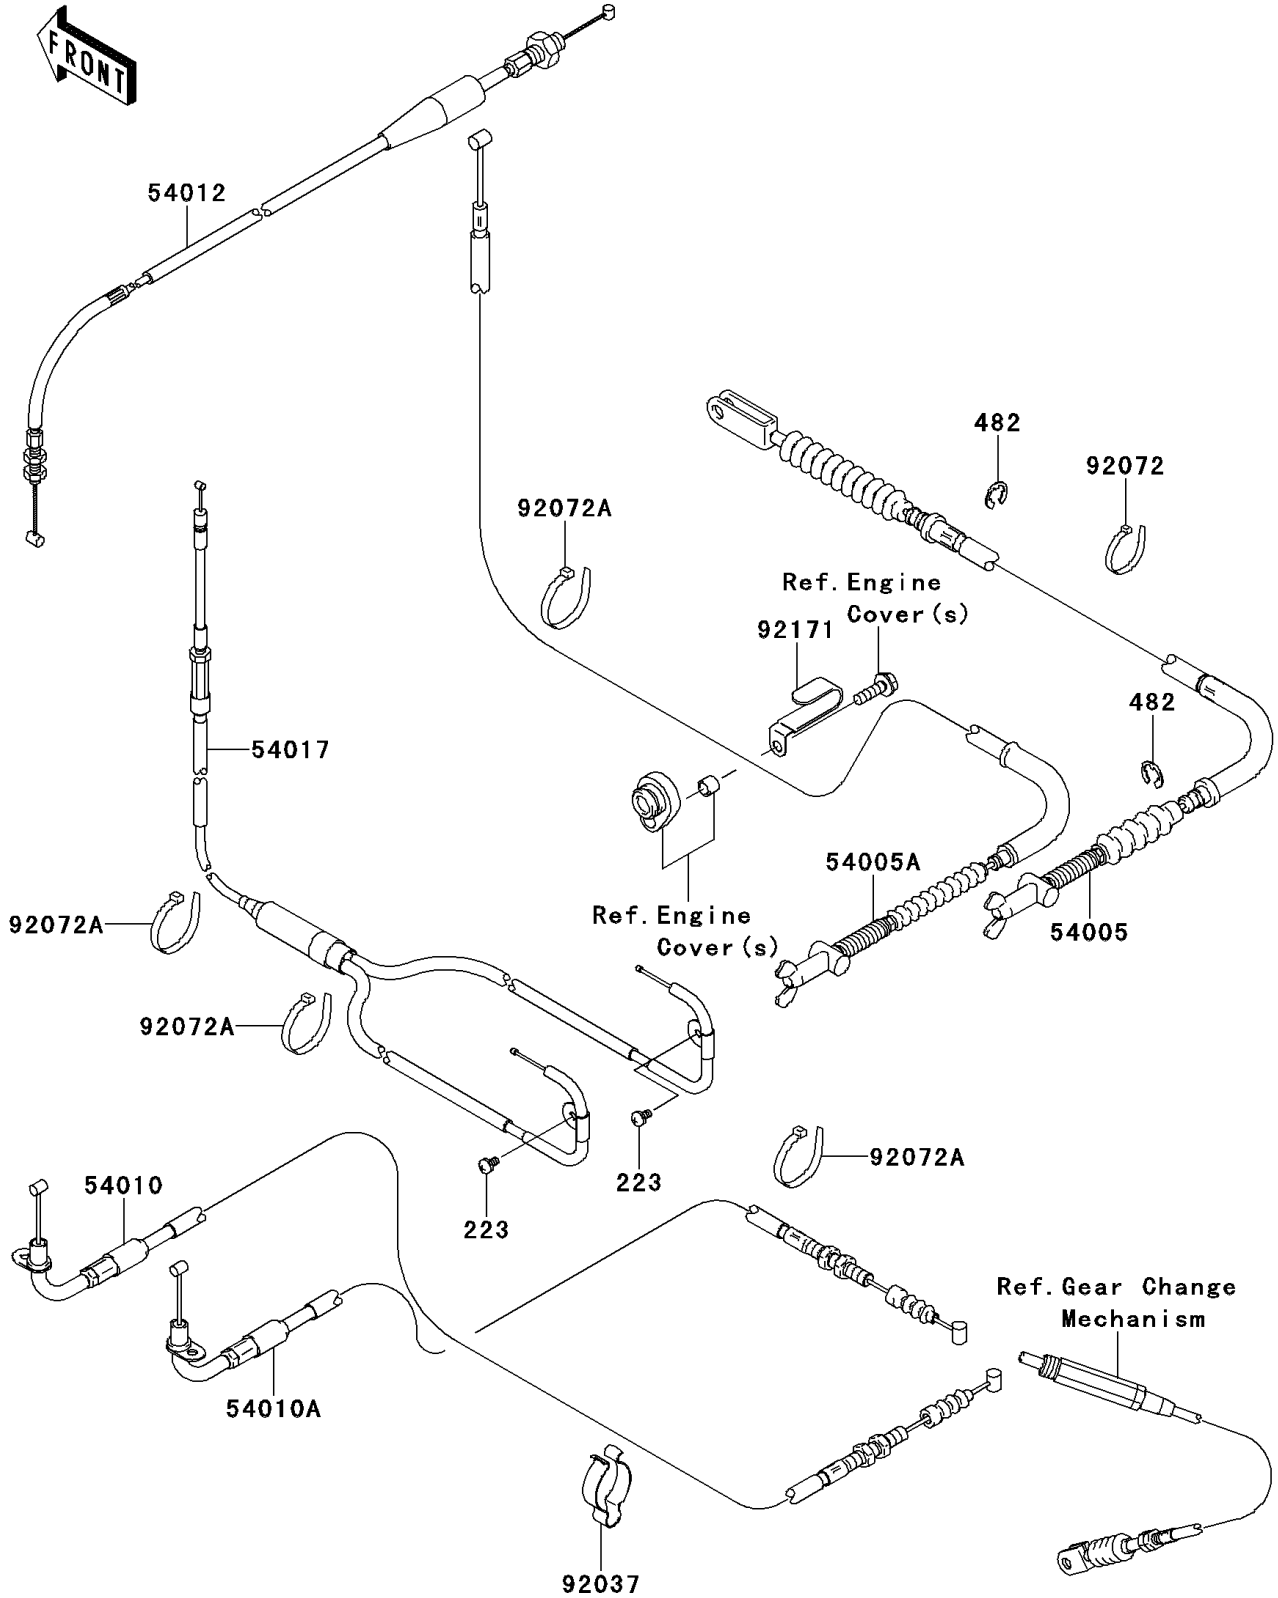 FRONT
54012
482
92072
92072A
Ref.Engine
Cover(s)
92171
482
54017
54005A
92072A
Ref.Engine
Cover(s)
54005
92072A
92072A
223
54010
223
Ref.Gear Change
Mechanism
54010A
92037